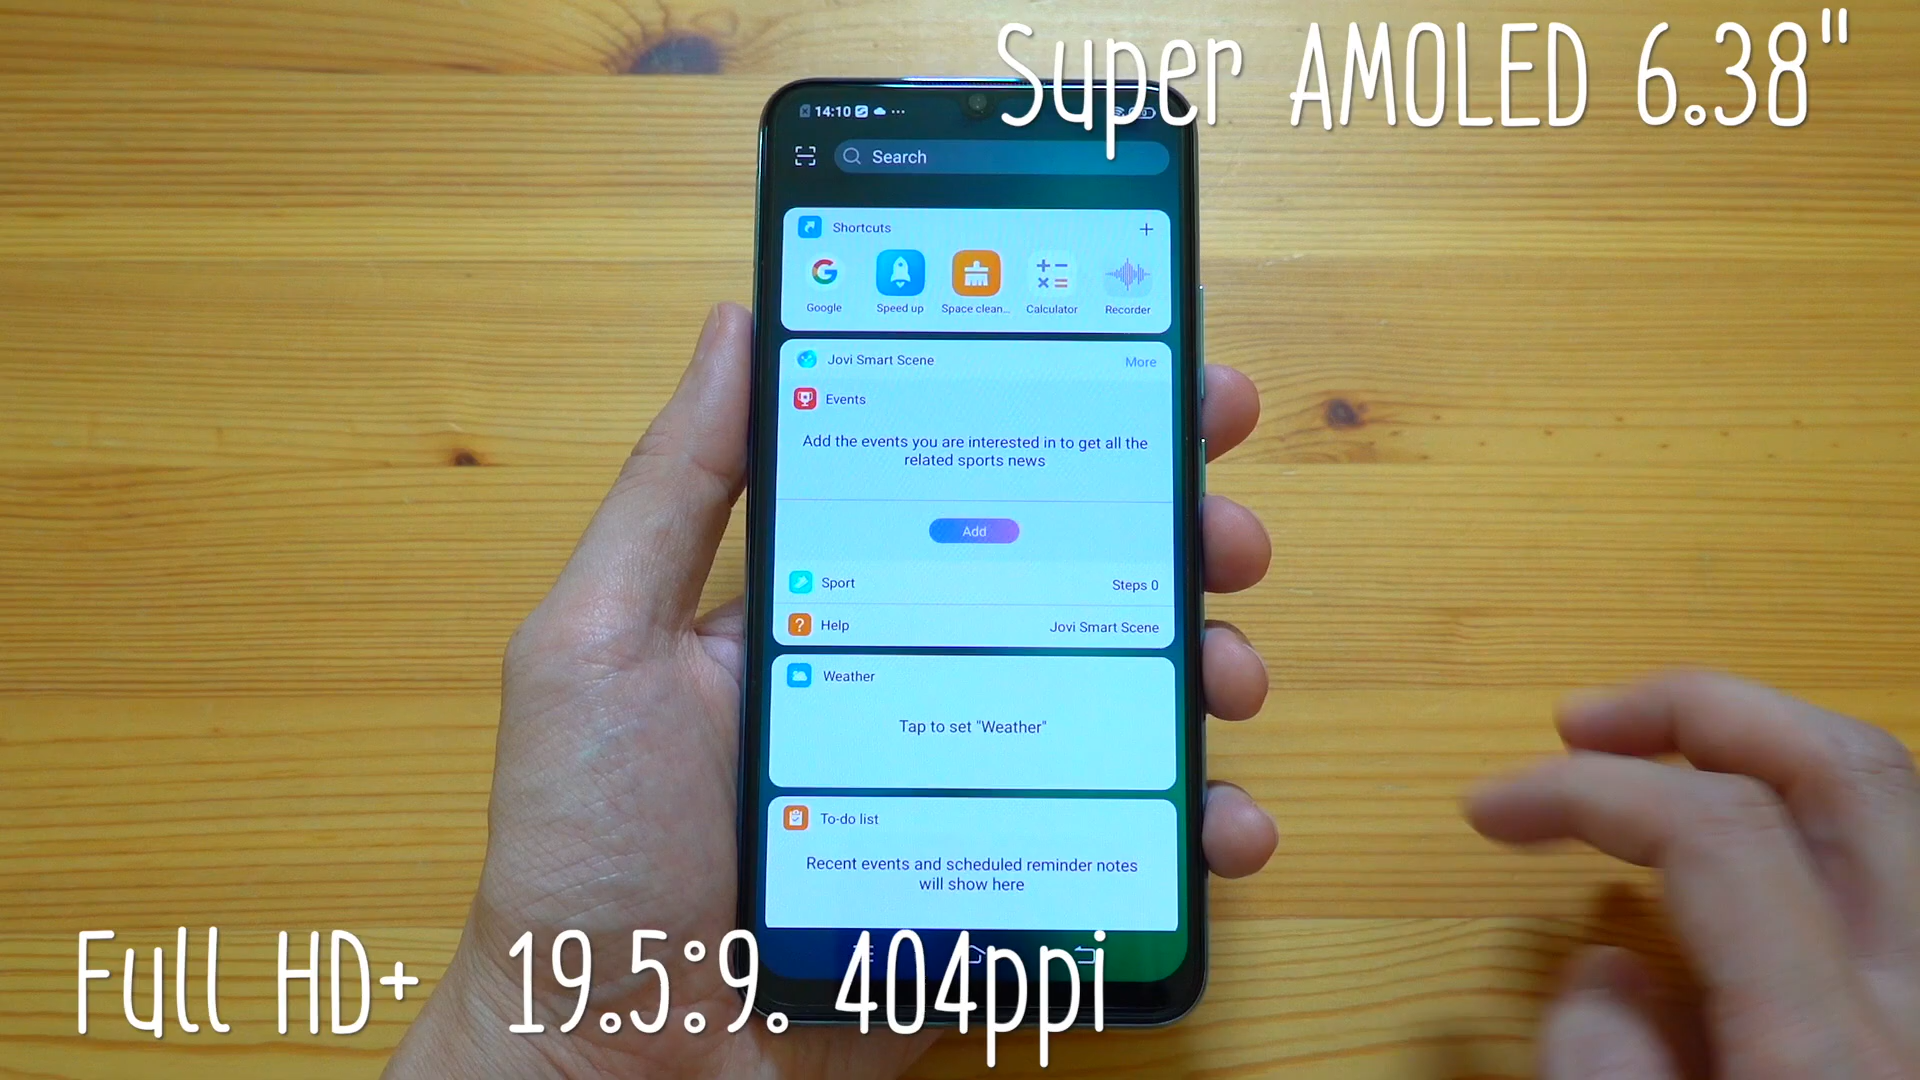 Super AMOLED 6.38"
14:10
Search
Shortcuts
Google Speed up Space clean... Calculator Recorder
Jovi Smart Scene More
Events
Add the events you are interested in to get all the
related sports news
Add
Sport Steps 0
Help Jovi Smart Scene
Weather
Tap to set "Weather"
To-do list
Recent events and scheduled reminder notes
will show here
Full HD+ 19.5:9. 404ppi